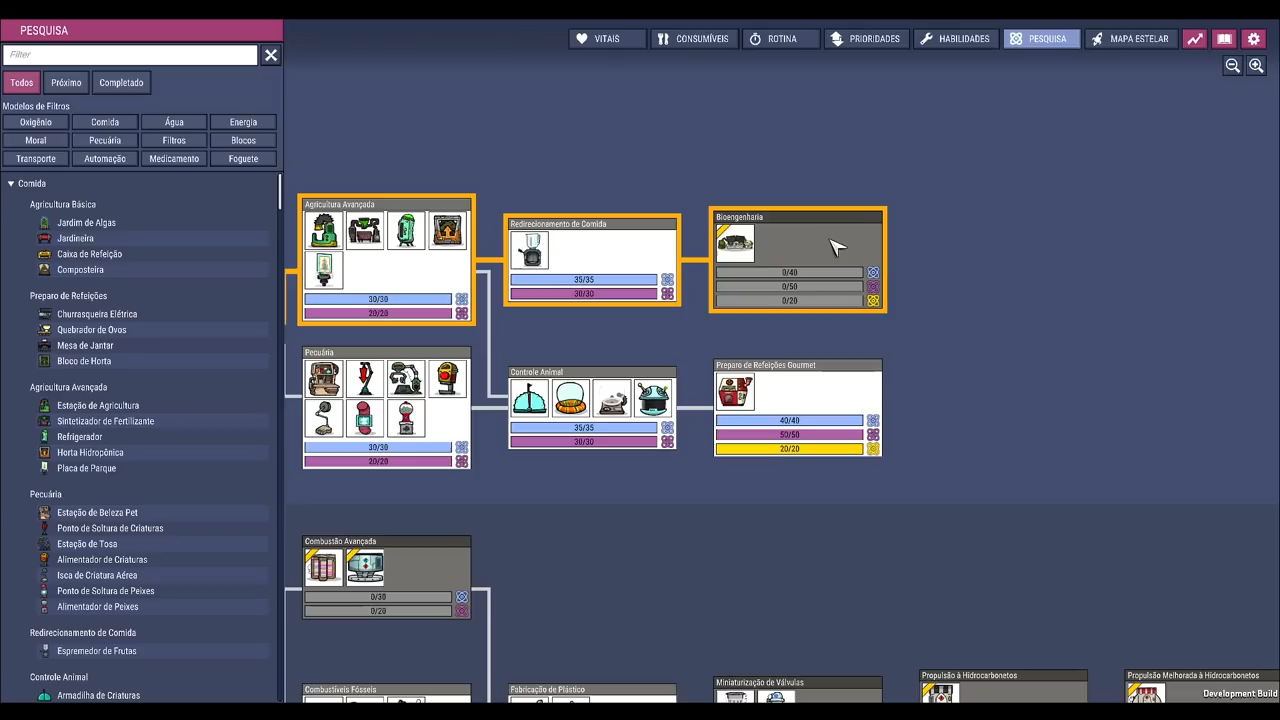 PESQUISA
VITAIS
CONSUMÍVEIS
ROTINA
PRIORIDADES
HABILIDADES
PESQUISA
MAPA ESTELAR
Filter
Todos
Próximo
Completado
Modelos de Filtros
Oxigênio
Comida
Água
Energia
Moral
Pecuária
Filtros
Blocos
Transporte
Automação
Medicamento
Foguete
Comida
Agricultura Básica
Jardim de Algas
Jardineira
Caixa de Refeição
Composteira
Preparo de Refeições
Churrasqueira Elétrica
Quebrador de Ovos
Mesa de Jantar
Bloco de Horta
Agricultura Avançada
Estação de Agricultura
Sintetizador de Fertilizante
Refrigerador
Horta Hidropônica
Placa de Parque
Pecuária
Estação de Beleza Pet
Ponto de Soltura de Criaturas
Estação de Tosa
Alimentador de Criaturas
Isca de Criatura Aérea
Ponto de Soltura de Peixes
Alimentador de Peixes
Redirecionamento de Comida
Espremedor de Frutas
Controle Animal
Armadilha de Criaturas
Agricultura Avançada
30/30
20/20
Redirecionamento de Comida
35/35
30/30
Bioengenharia
0/40
0/50
0/20
Pecuária
30/30
20/20
Controle Animal
35/35
30/30
Preparo de Refeições Gourmet
40/40
50/50
20/20
Combustão Avançada
0/30
0/20
Combustíveis Fósseis
Fabricação de Plástico
Miniaturização de Válvulas
Propulsão à Hidrocarbonetos
Propulsão Melhorada à Hidrocarbonetos
Development Build